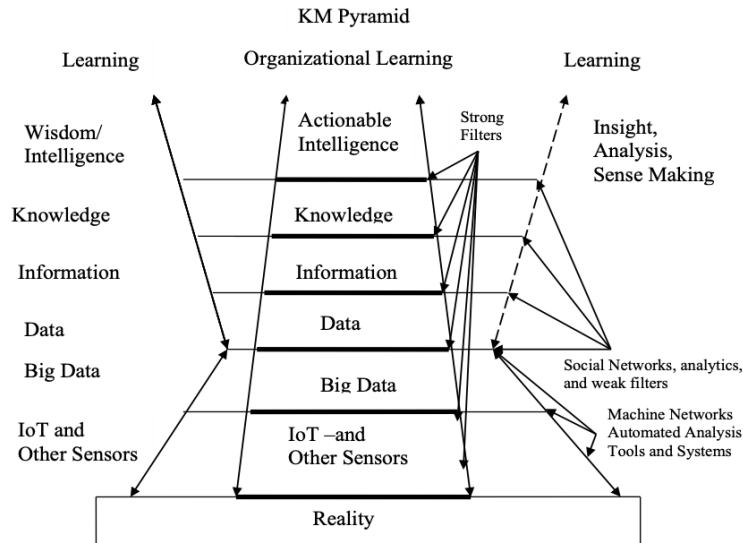 KM Pyramid
Learning
Organizational Learning
Learning
Wisdom/
Intelligence
Actionable
Intelligence
Strong
Filters
Insight,
Analysis,
Sense Making
Knowledge
Knowledge
Information
Information
Data
Data
Big Data
Big Data
Social Networks, analytics,
and weak filters
IoT and
Other Sensors
IoT –and
Other Sensors
Machine Networks
Automated Analysis
Tools and Systems
Reality